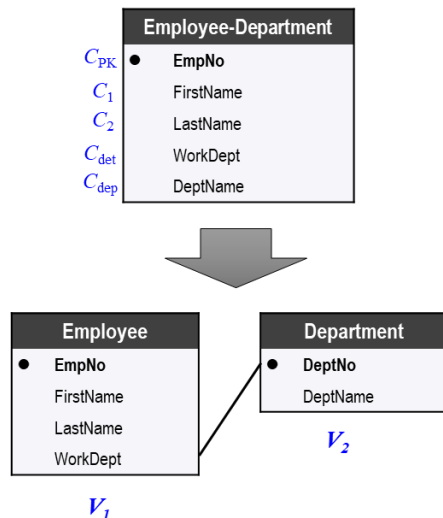 Employee-Department
C_PK ● EmpNo
C_1 FirstName
C_2 LastName
C_det WorkDept
C_dep DeptName
Employee
● EmpNo
FirstName
LastName
WorkDept
V_1
Department
● DeptNo
DeptName
V_2